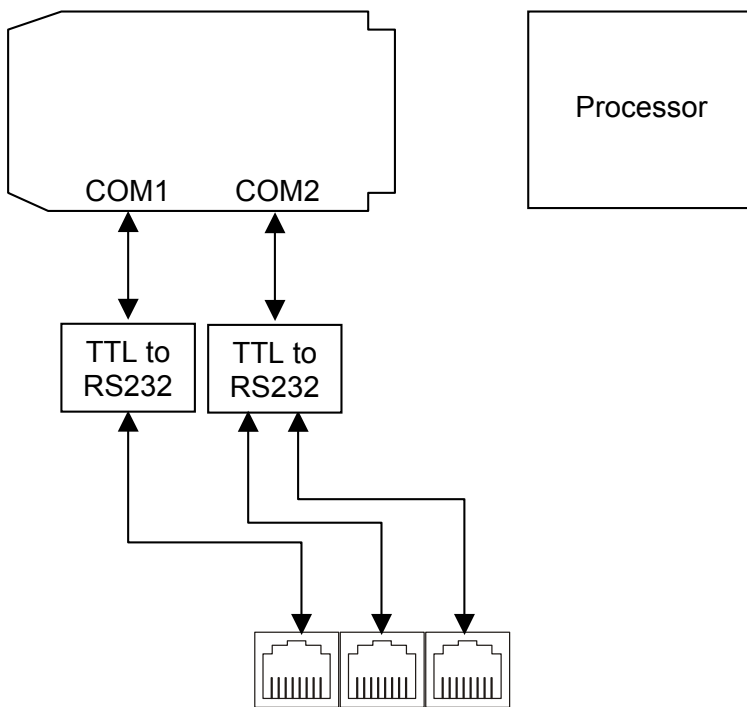 Processor
COM1 COM2
TTL to
RS232
TTL to
RS232